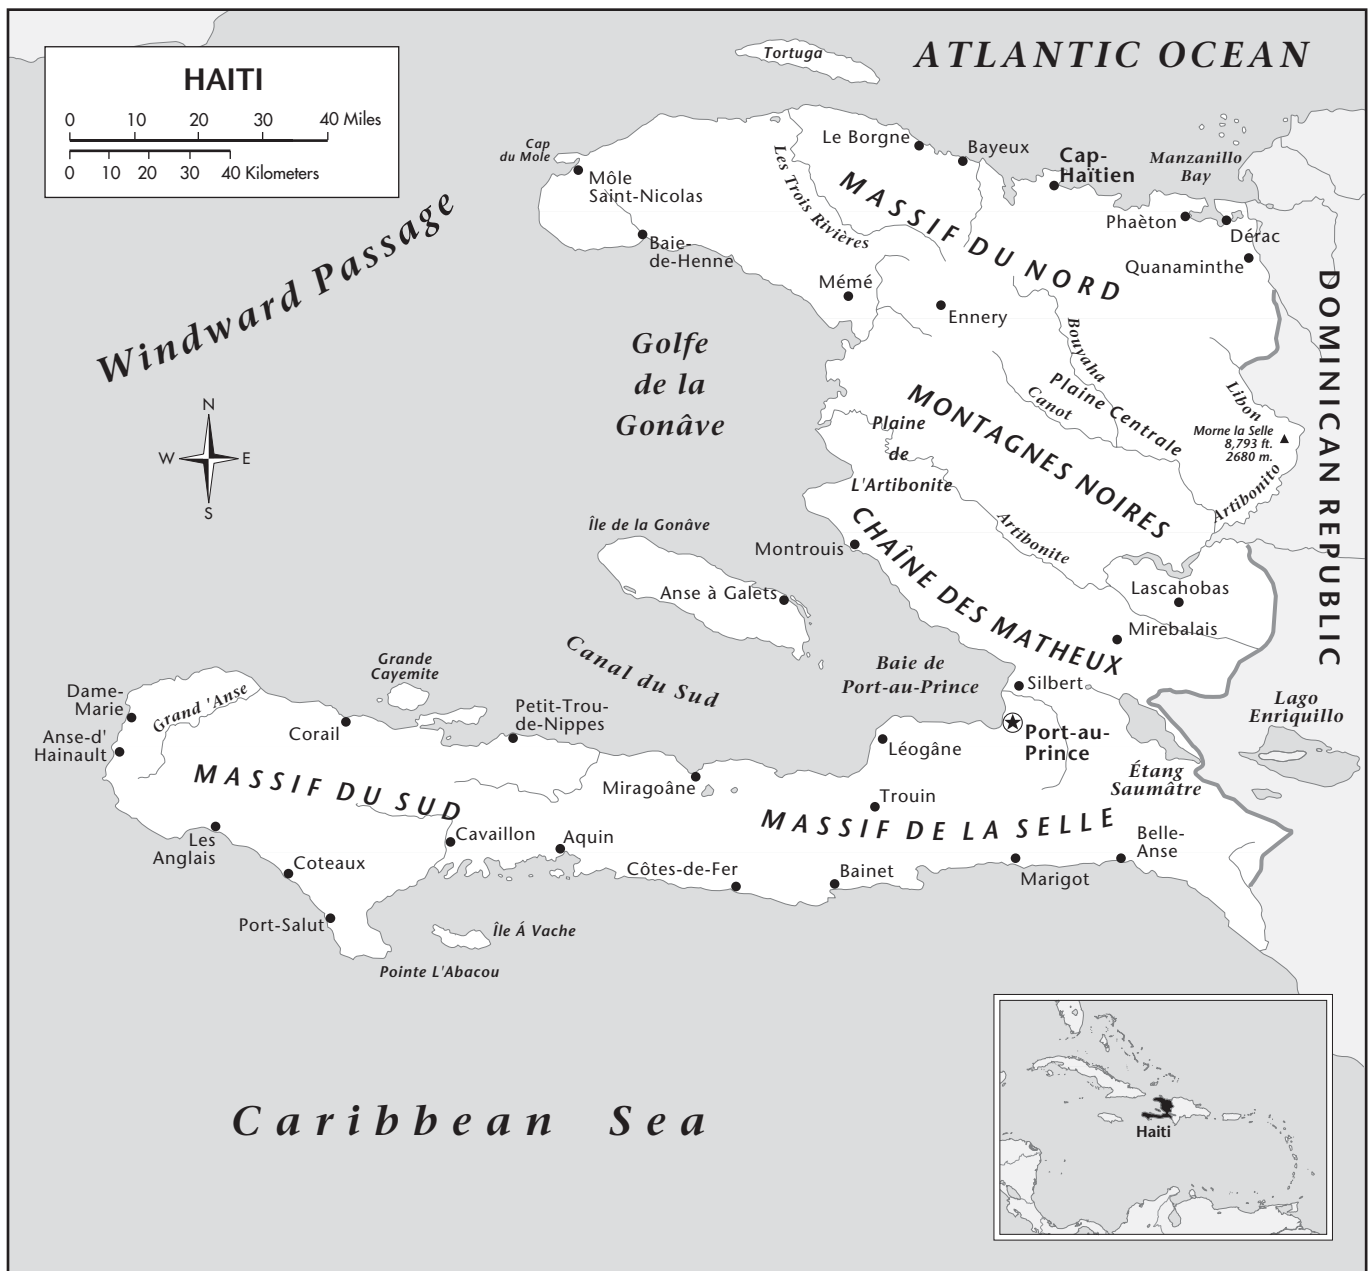 HAITI
0 10 20 30 40 Miles
0 10 20 30 40 Kilometers
ATLANTIC OCEAN
Tortuga
Cap
du Mole
Môle
Saint-Nicolas
Baie-
de-Henne
Les Trois Rivières
Le Borgne
Bayeux
Cap-
Haïtien
Manzanillo
Bay
Phaèton
Dérac
Quanaminthe
MASSIF DU NORD
Mémé
Ennery
Windward Passage
Golfe
de la
Gonâve
Bouyaha
Plaine Centrale
Canot
Libon
Morne la Selle
8,793 ft.
2680 m.
Artibonito
DOMINICAN REPUBLIC
N
W E
S
Plaine
de
L'Artibonite
MONTAGNES NOIRES
Artibonite
CHAÎNE DES MATHEUX
Île de la Gonâve
Montrouis
Anse à Galets
Lascahobas
Mirebalais
Canal du Sud
Baie de
Port-au-Prince
Silbert
Port-au-
Prince
Lago
Enriquillo
Étang
Saumâtre
Grande
Cayemite
Dame-
Marie
Grand 'Anse
Anse-d'
Hainault
Corail
Petit-Trou-
de-Nippes
Miragoâne
Léogâne
Trouin
MASSIF DU SUD
MASSIF DE LA SELLE
Les
Anglais
Cavaillon
Aquin
Coteaux
Côtes-de-Fer
Bainet
Marigot
Belle-
Anse
Port-Salut
Île Á Vache
Pointe L'Abacou
Caribbean Sea
Haiti